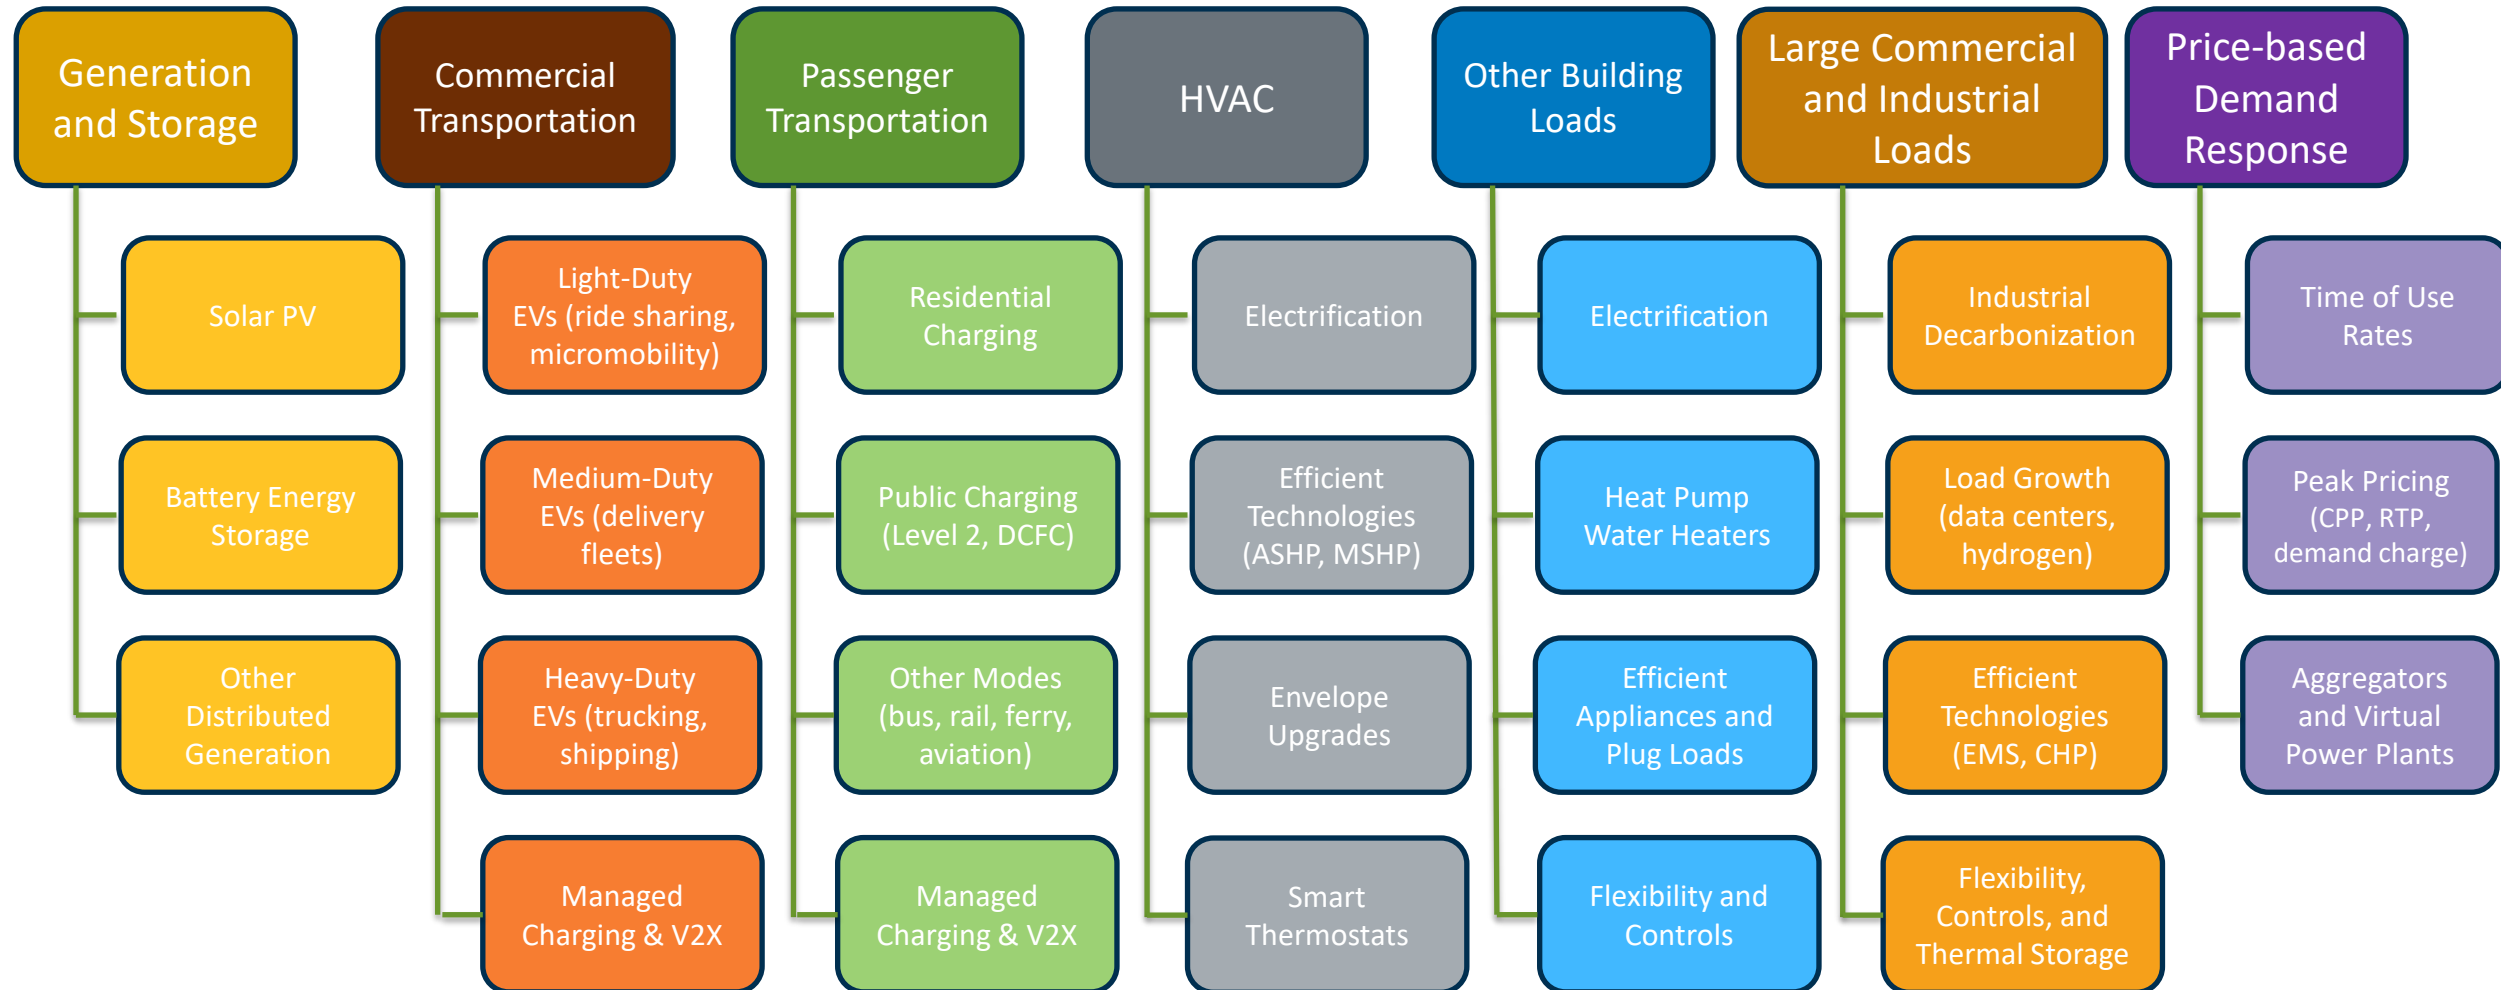 Generation
and Storage
Solar PV
Battery Energy
Storage
Other
Distributed
Generation
Commercial
Transportation
Light-Duty
EVs (ride sharing,
micromobility)
Medium-Duty
EVs (delivery
fleets)
Heavy-Duty
EVs (trucking,
shipping)
Managed
Charging & V2X
Passenger
Transportation
Residential
Charging
Public Charging
(Level 2, DCFC)
Other Modes
(bus, rail, ferry,
aviation)
Managed
Charging & V2X
HVAC
Electrification
Efficient
Technologies
(ASHP, MSHP)
Envelope
Upgrades
Smart
Thermostats
Other Building
Loads
Electrification
Heat Pump
Water Heaters
Efficient
Appliances and
Plug Loads
Flexibility and
Controls
Large Commercial
and Industrial
Loads
Industrial
Decarbonization
Load Growth
(data centers,
hydrogen)
Efficient
Technologies
(EMS, CHP)
Flexibility,
Controls, and
Thermal Storage
Price-based
Demand
Response
Time of Use
Rates
Peak Pricing
(CPP, RTP,
demand charge)
Aggregators
and Virtual
Power Plants